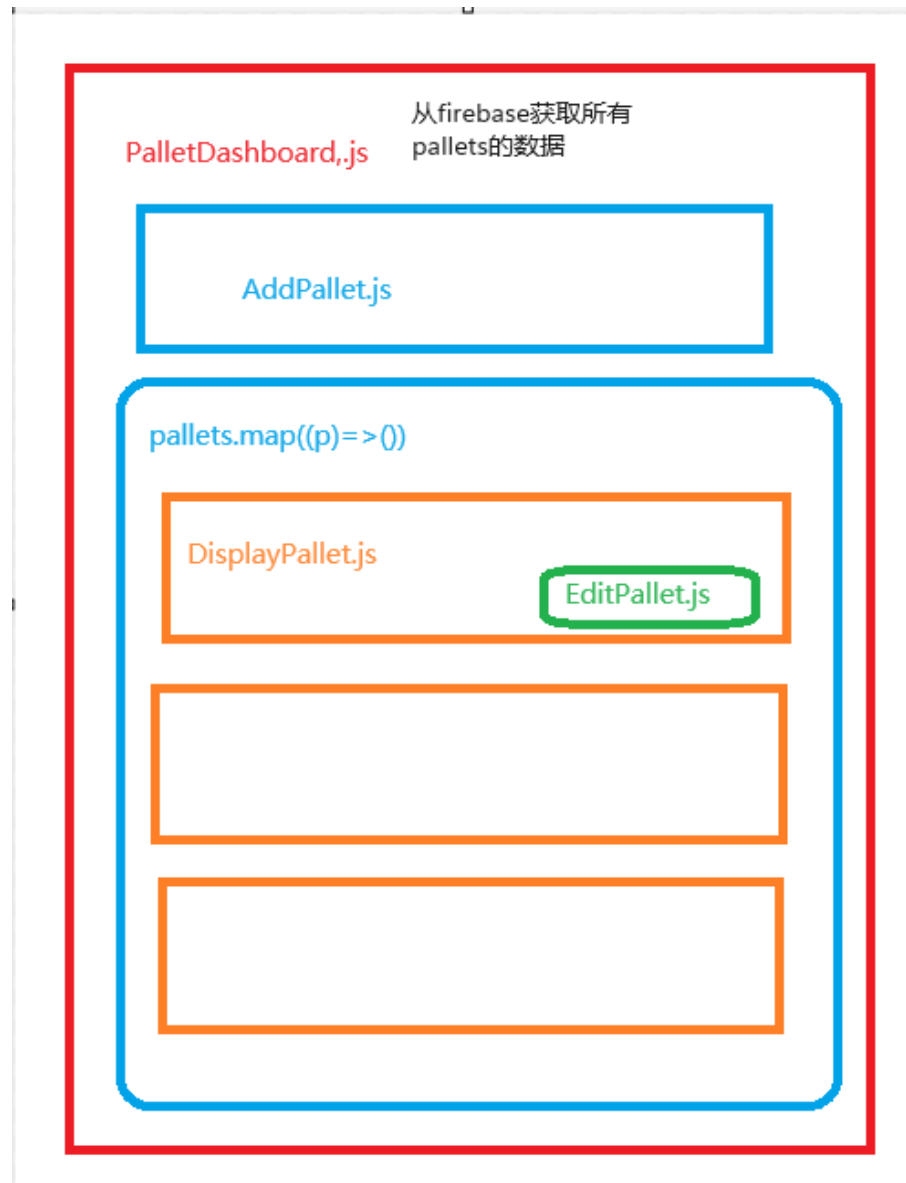 从firebase获取所有
pallets的数据
PalletDashboard,.js
AddPallet.js
pallets.map((p)=>())
DisplayPallet.js
EditPallet.js